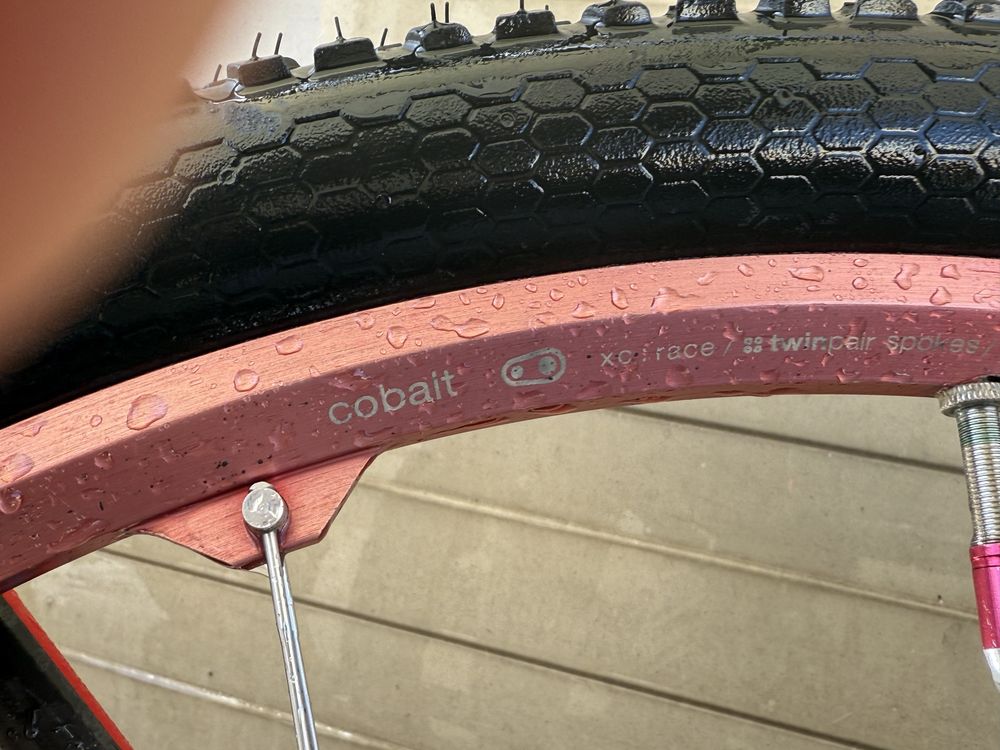 cobalt xc race / twinpair spokes /